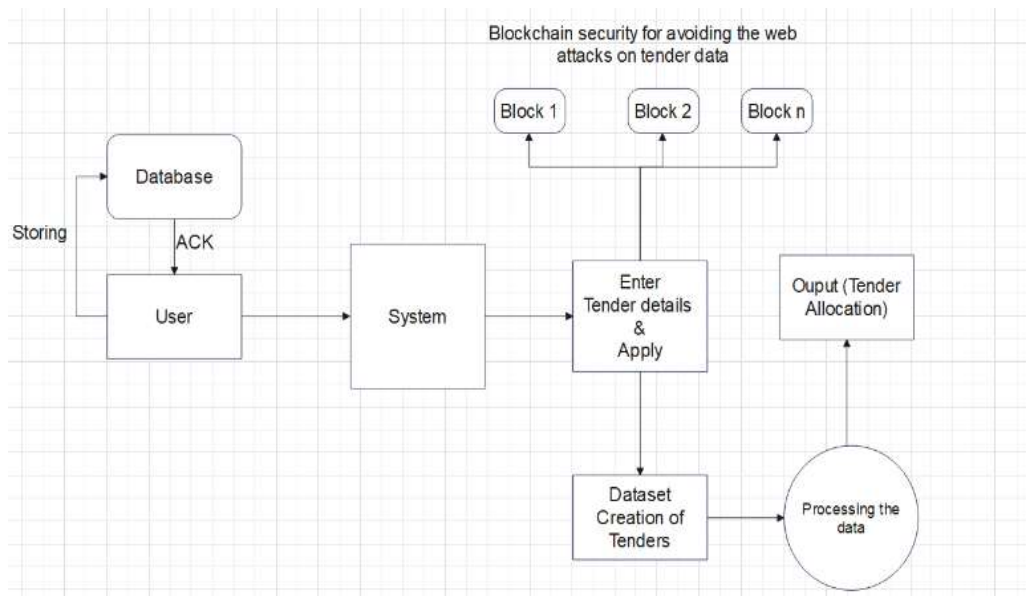 Blockchain security for avoiding the web
attacks on tender data
Block 1
Block 2
Block n
Database
Storing
ACK
User
System
Enter
Tender details
&
Apply
Ouput (Tender
Allocation)
Dataset
Creation of
Tenders
Processing the
data